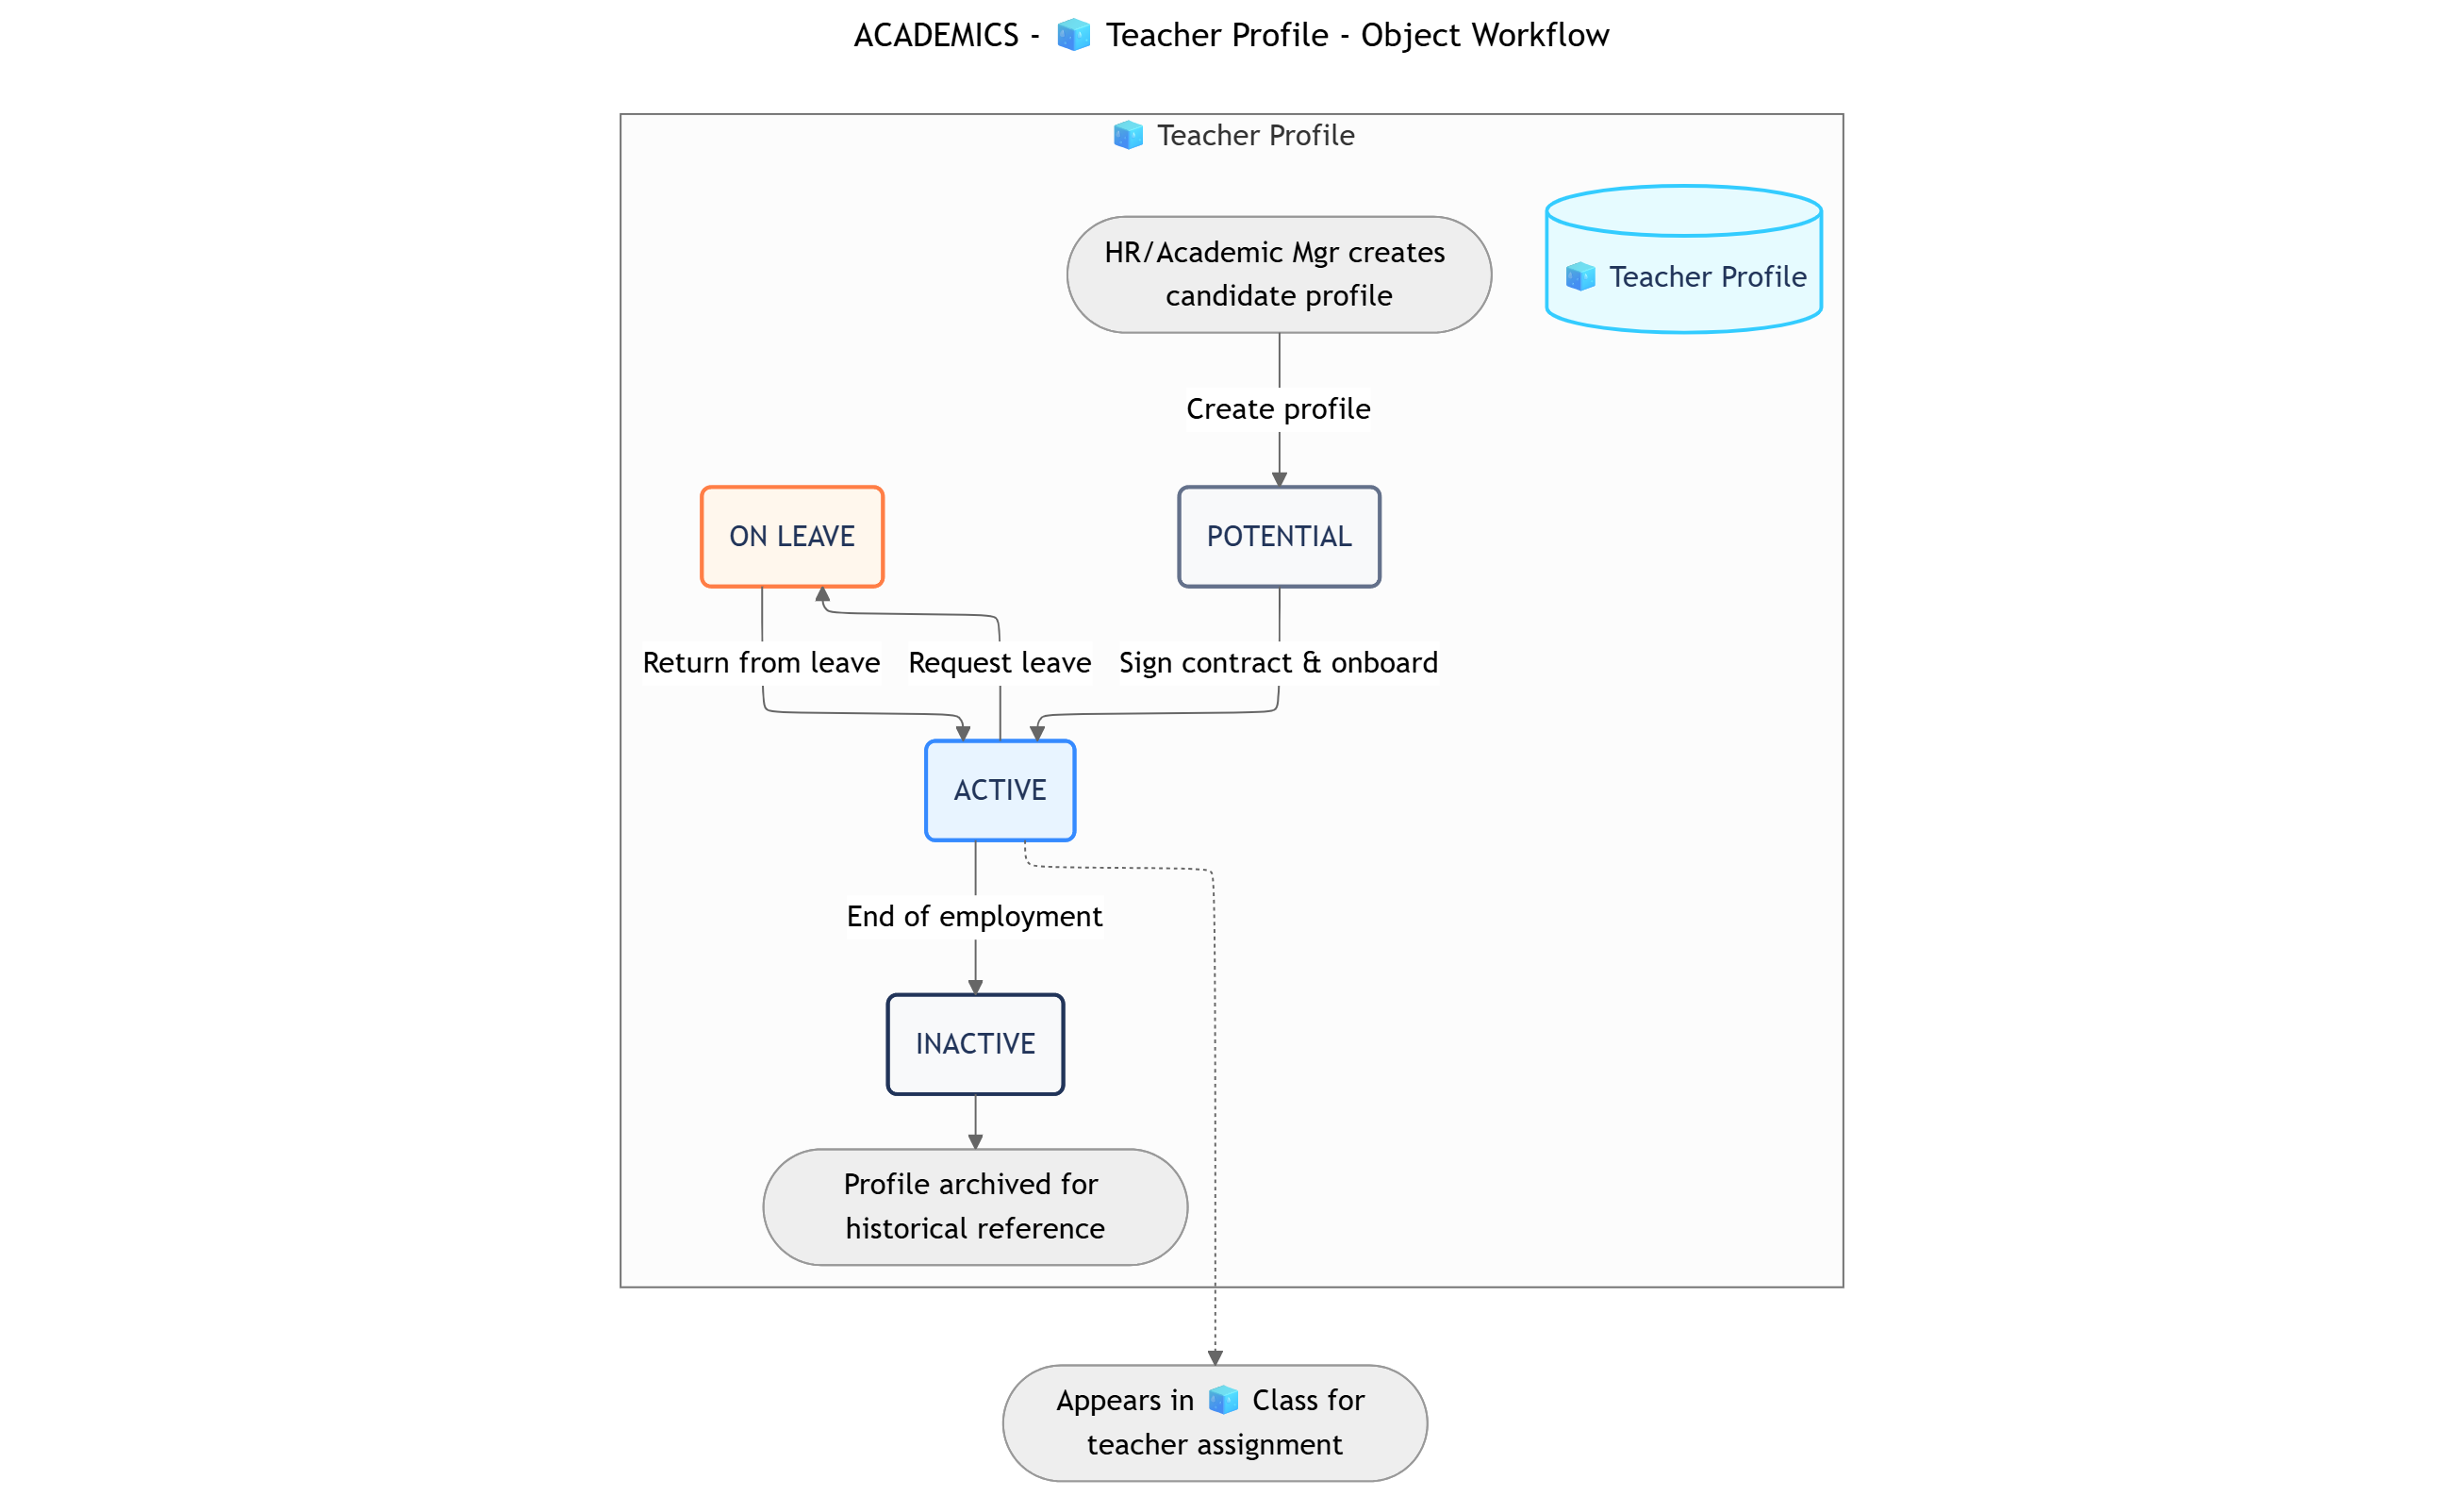 ACADEMICS - 🧊 Teacher Profile - Object Workflow
🧊 Teacher Profile
HR/Academic Mgr creates
candidate profile
🧊 Teacher Profile
Create profile
ON LEAVE
POTENTIAL
Return from leave
Request leave
Sign contract & onboard
ACTIVE
End of employment
INACTIVE
Profile archived for
historical reference
Appears in 🧊 Class for
teacher assignment